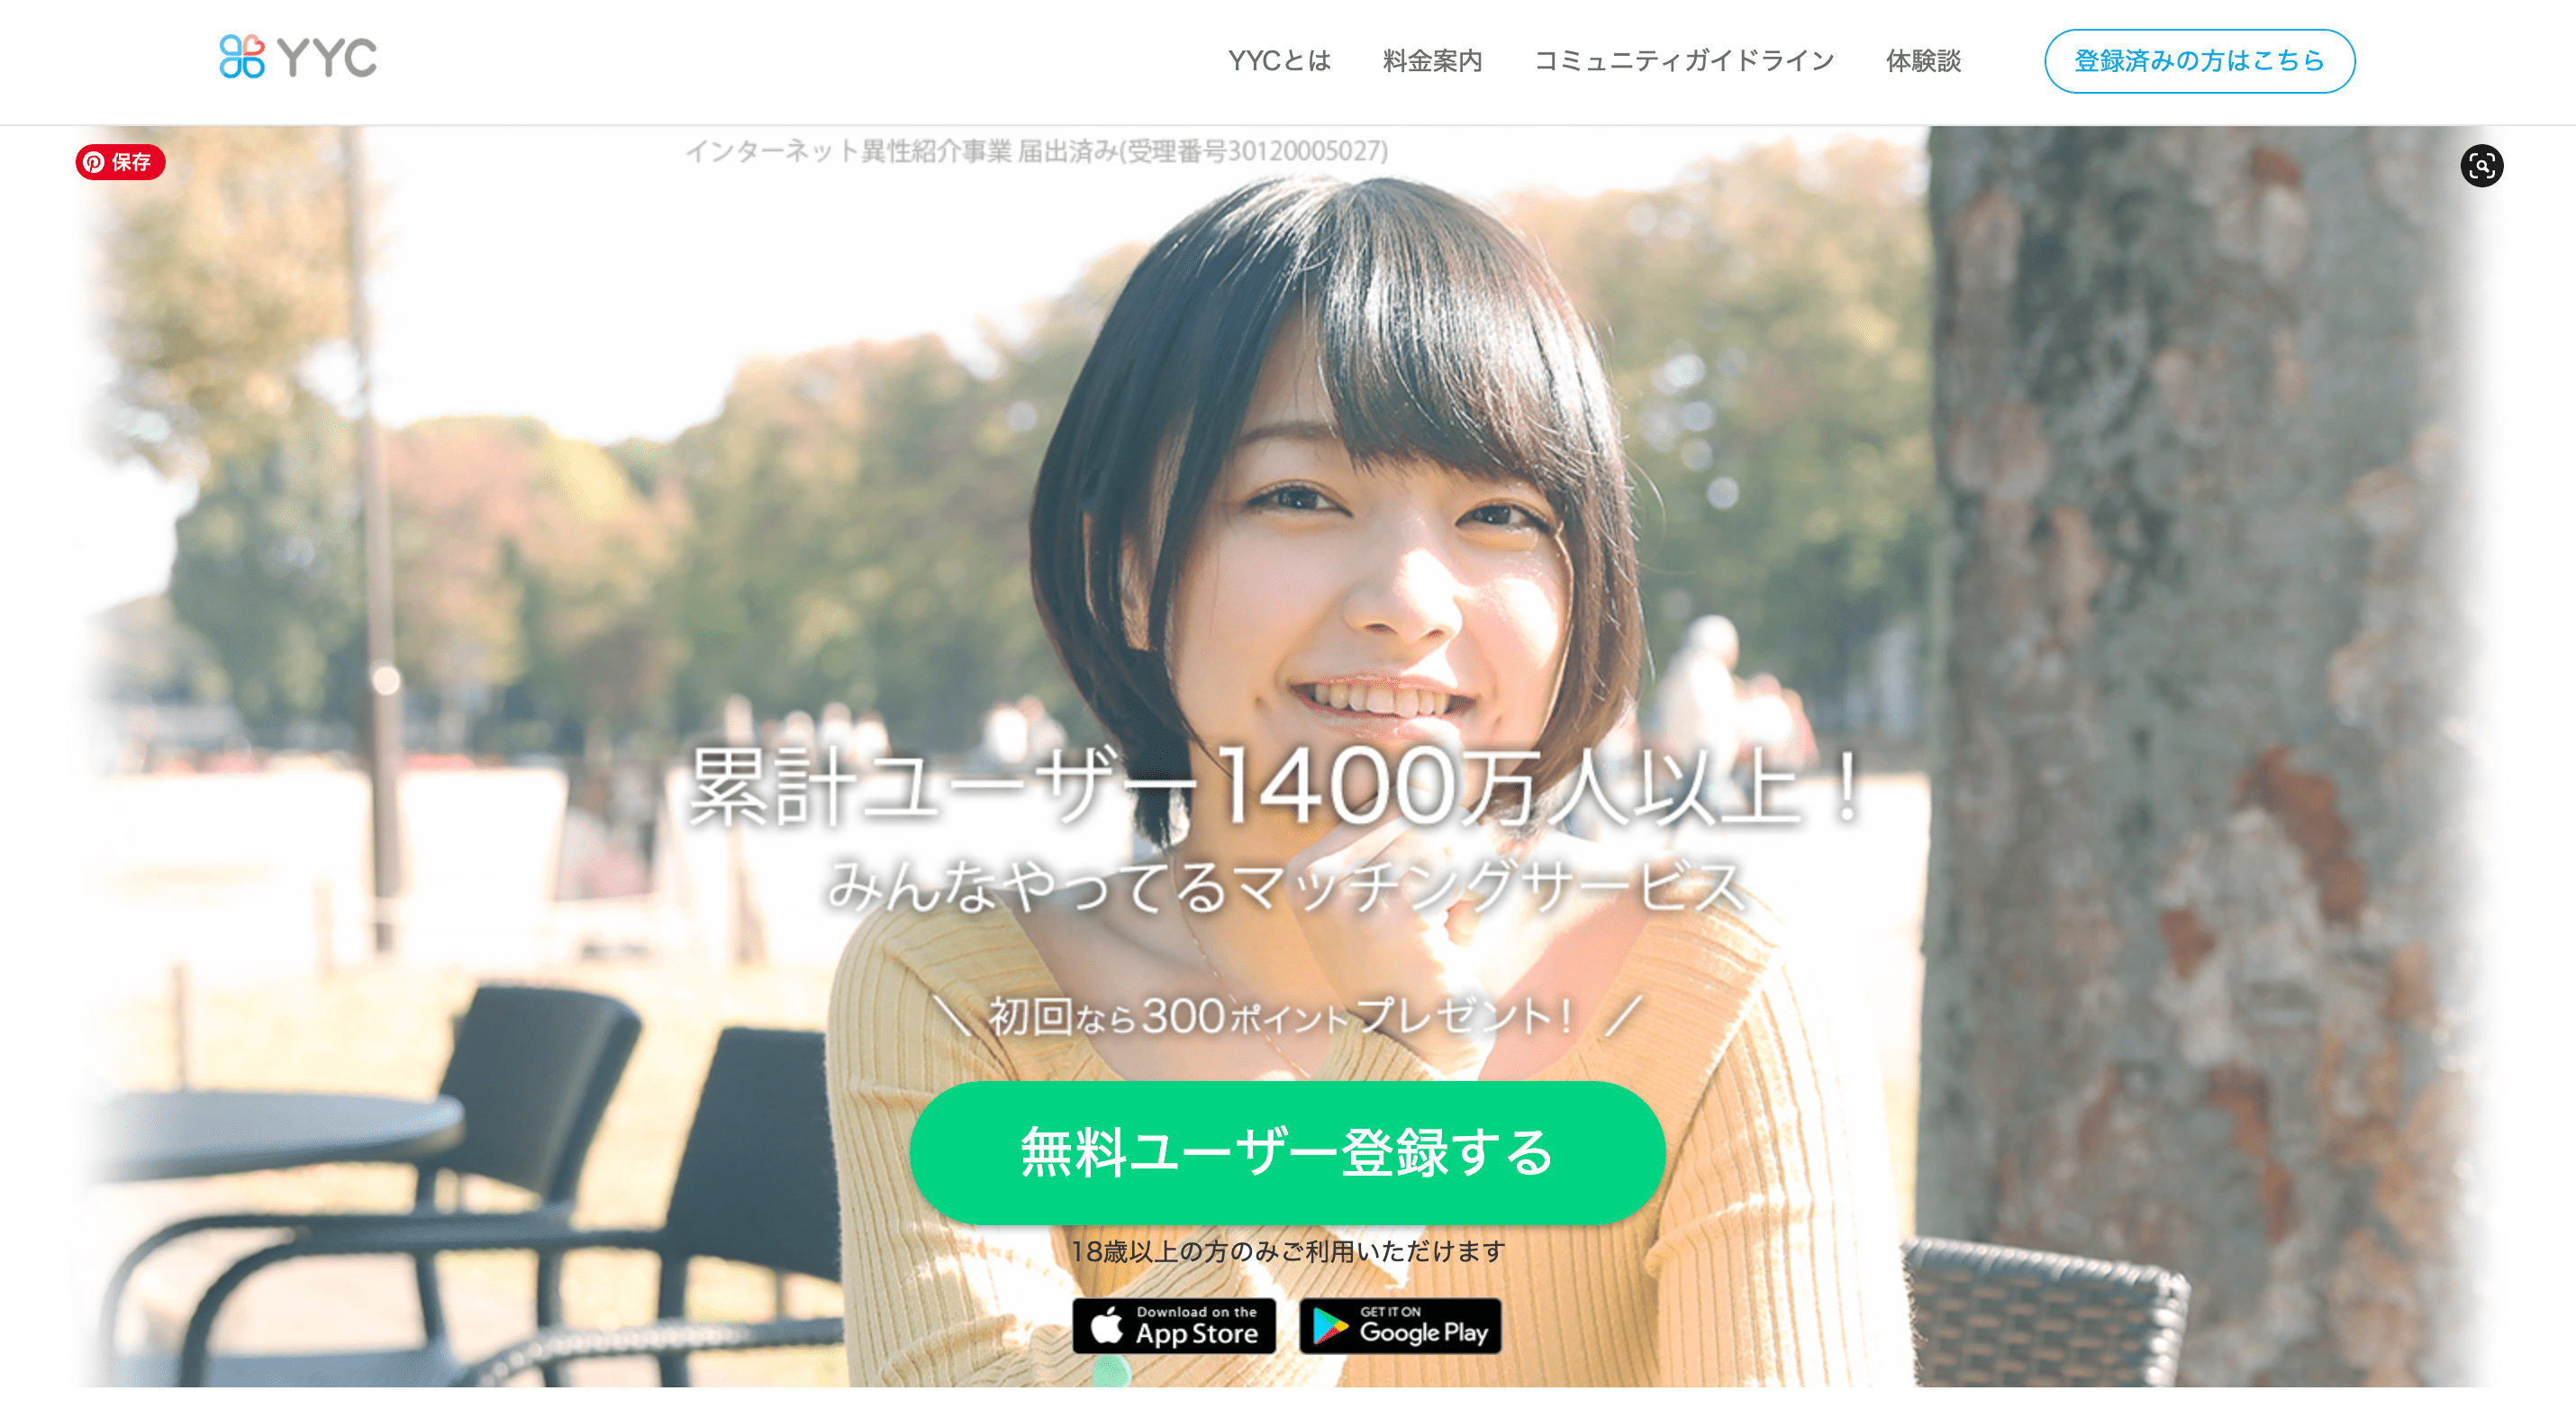 YYC
YYCとは 料金案内 コミュニティガイドライン 体験談 登録済みの方はこちら
インターネット異性紹介事業 届出済み(受理番号30120005027)
保存
累計ユーザー1400万人以上！
みんなやってるマッチングサービス
＼ 初回なら300ポイントプレゼント！ ／
無料ユーザー登録する
18歳以上の方のみご利用いただけます
Download on the
App Store
GET IT ON
Google Play